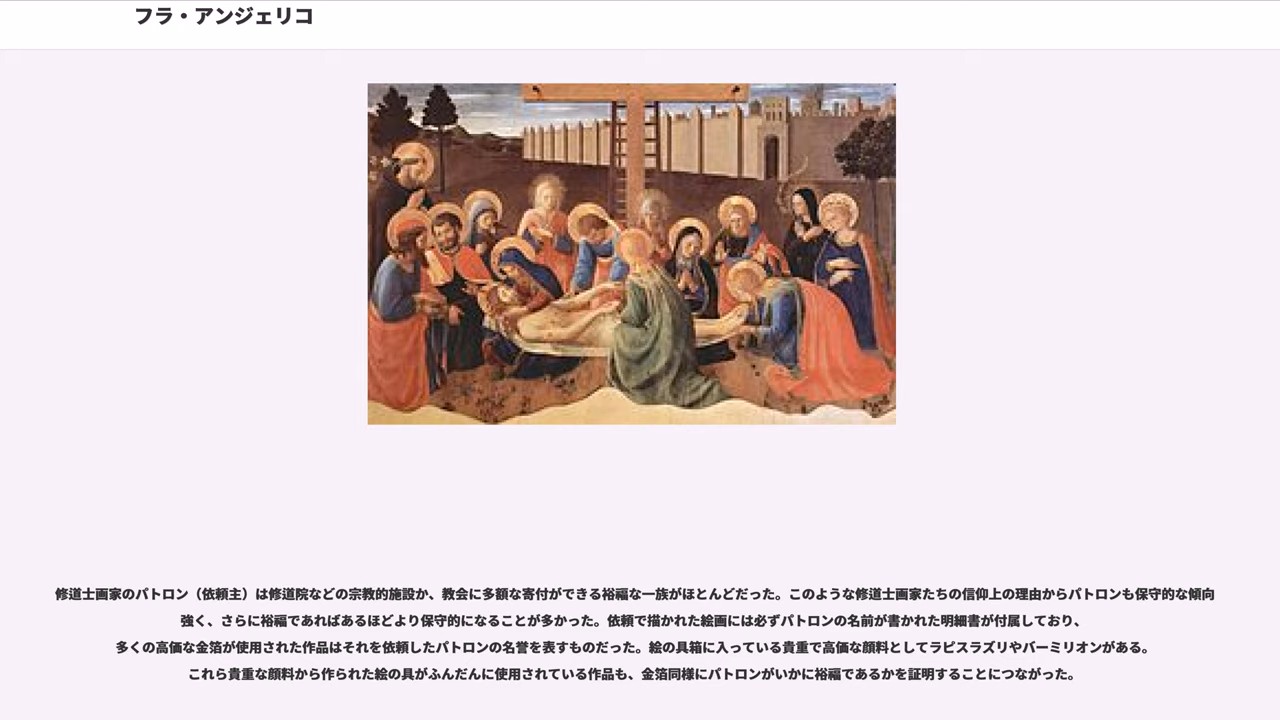 フラ・アンジェリコ
修道士画家のパトロン（依頼主）は修道院などの宗教的施設か、教会に多額な寄付ができる裕福な一族がほとんどだった。このような修道士画家たちの信仰上の理由からパトロンも保守的な傾向
強く、さらに裕福であればあるほどより保守的になることが多かった。依頼で描かれた絵画には必ずパトロンの名前が書かれた明細書が付属しており、
多くの高価な金箔が使用された作品はそれを依頼したパトロンの名誉を表すものだった。絵の具箱に入っている貴重で高価な顔料としてラピスラズリやバーミリオンがある。
これら貴重な顔料から作られた絵の具がふんだんに使用されている作品も、金箔同様にパトロンがいかに裕福であるかを証明することにつながった。